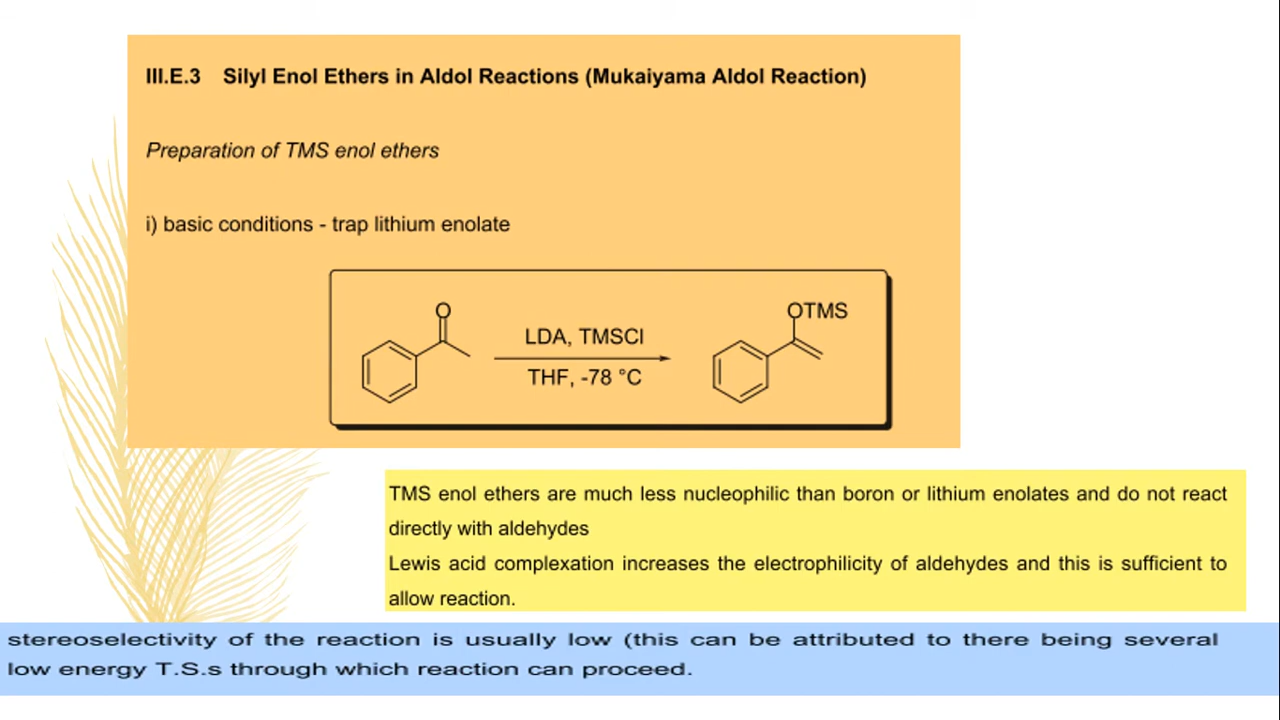 III.E.3 Silyl Enol Ethers in Aldol Reactions (Mukaiyama Aldol Reaction)
Preparation of TMS enol ethers
i) basic conditions - trap lithium enolate
O
LDA, TMSCl
THF, -78 °C
OTMS
TMS enol ethers are much less nucleophilic than boron or lithium enolates and do not react
directly with aldehydes
Lewis acid complexation increases the electrophilicity of aldehydes and this is sufficient to
allow reaction.
stereoselectivity of the reaction is usually low (this can be attributed to there being several
low energy T.S.s through which reaction can proceed.